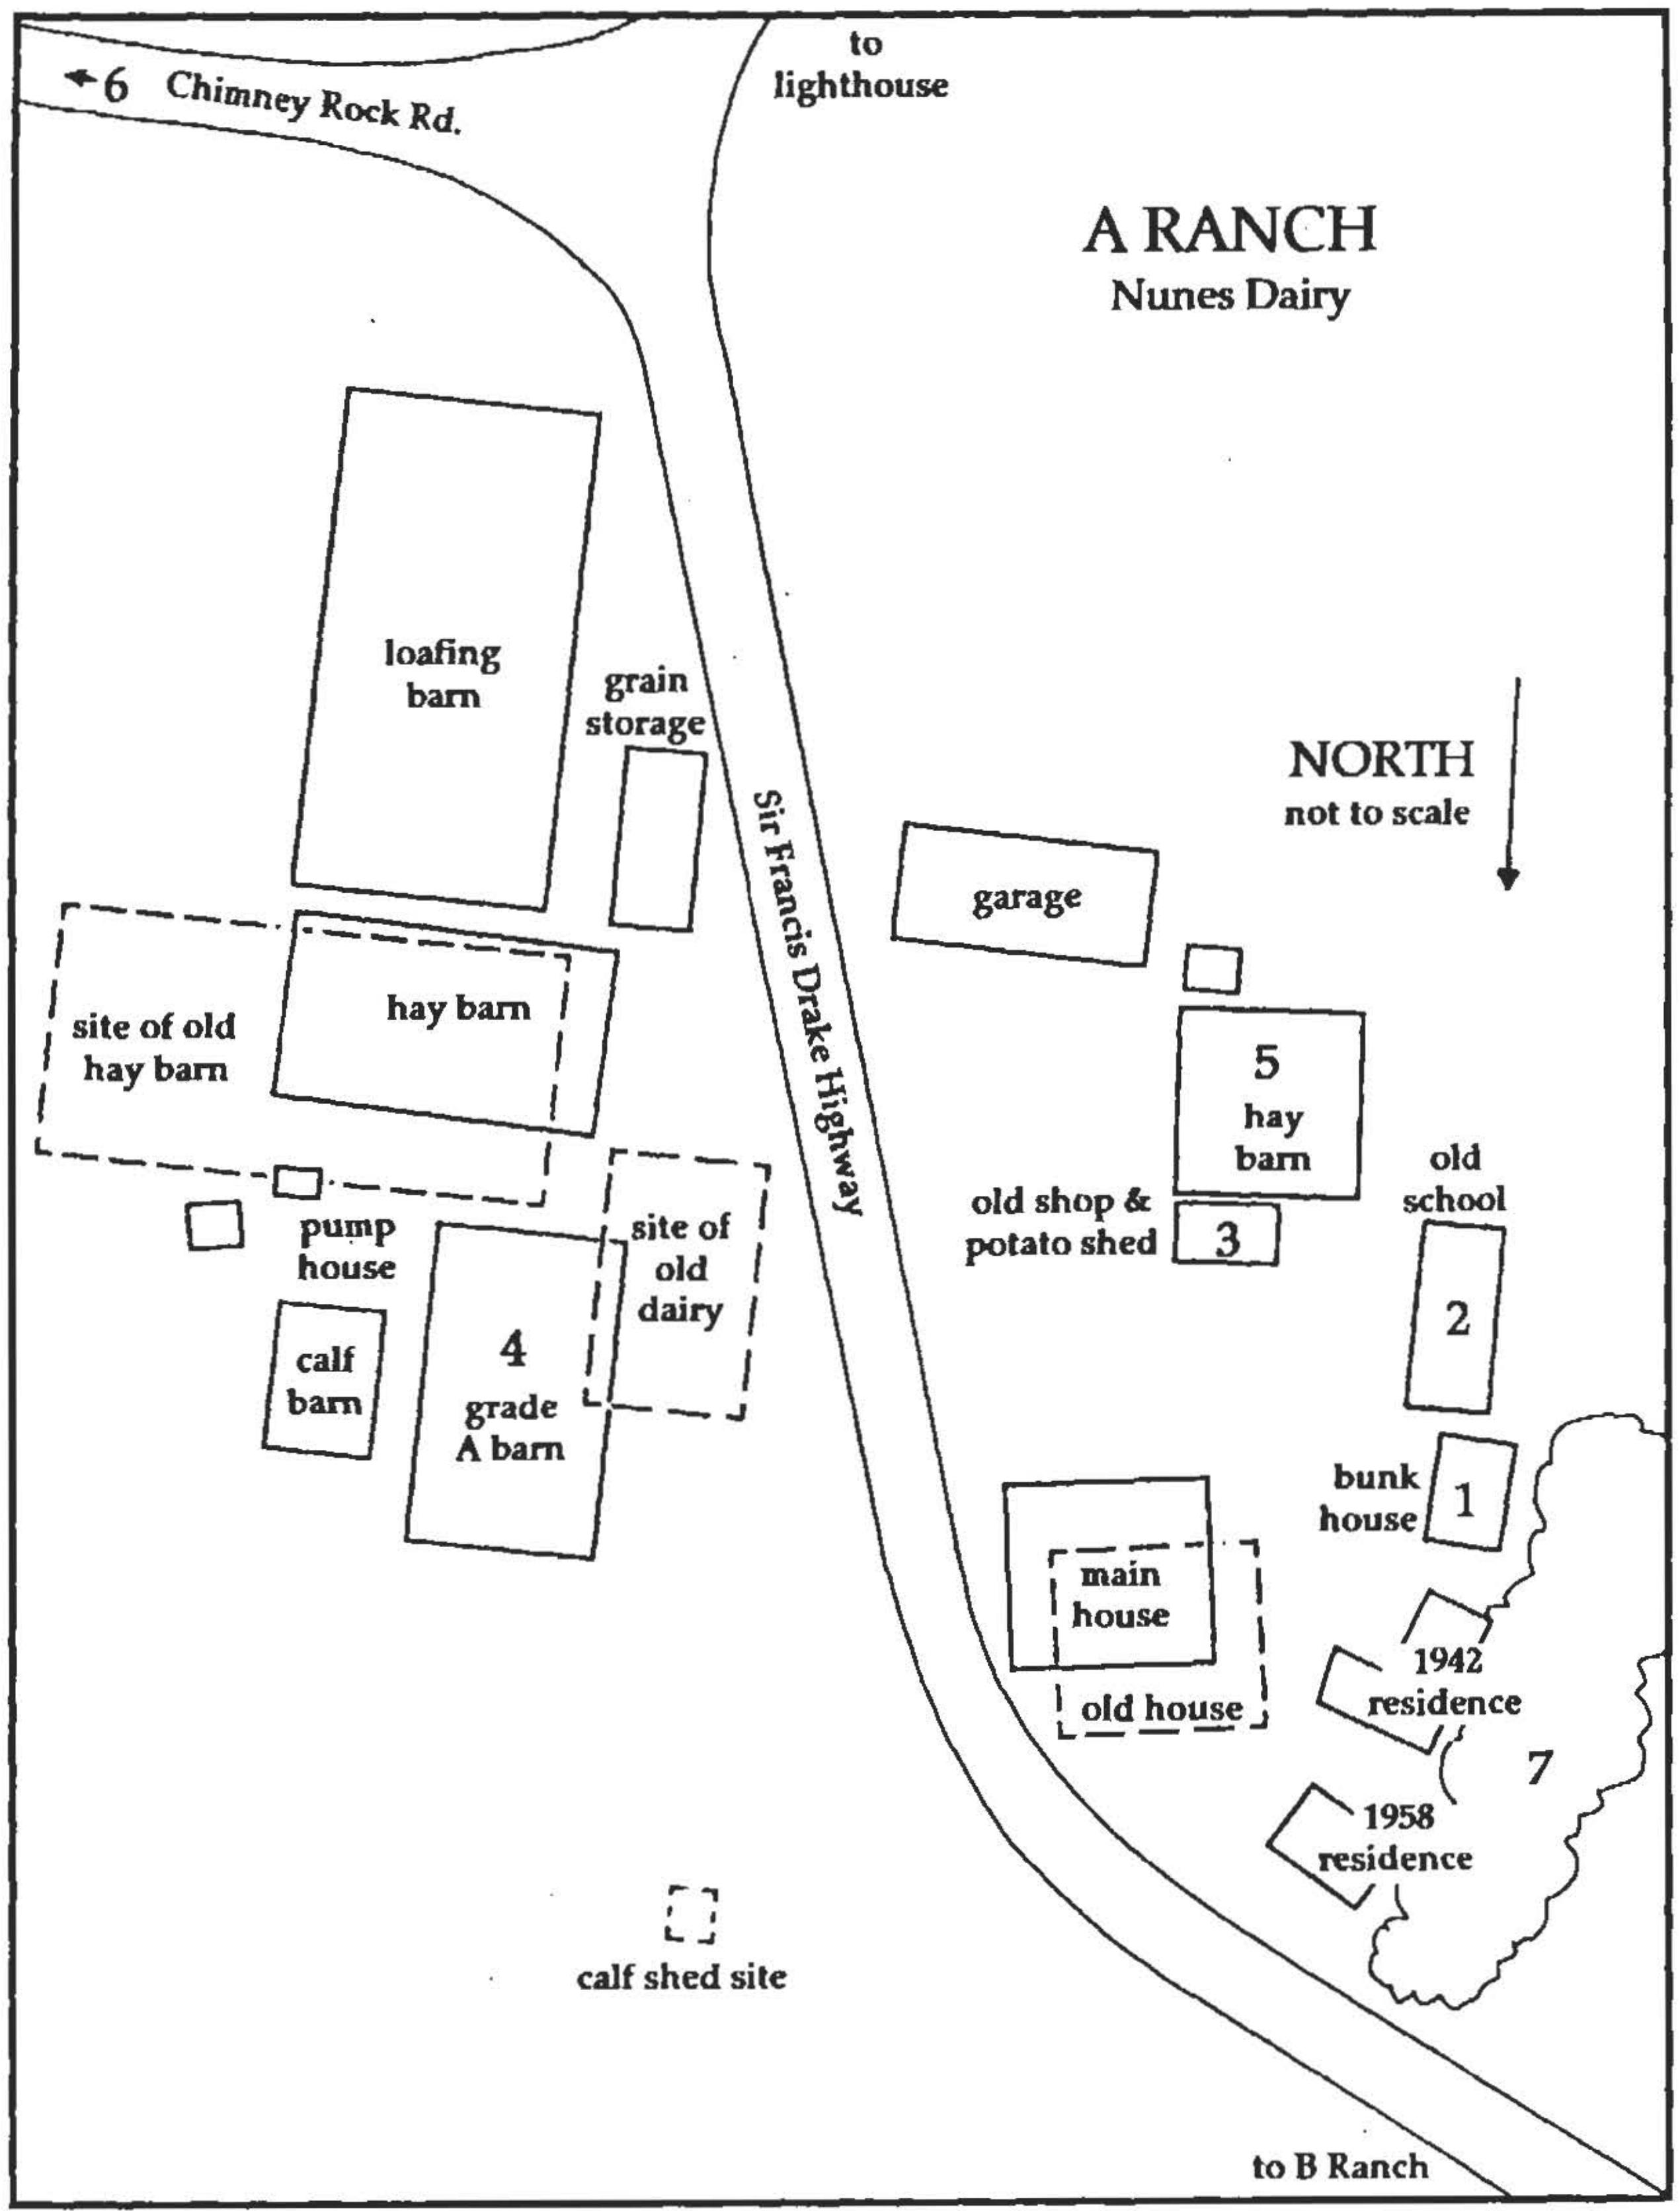 to
lighthouse
←6 Chimney Rock Rd.
A RANCH
Nunes Dairy
loafing
barn
grain
storage
NORTH
not to scale
Sir Francis Drake Highway
garage
hay barn
site of old
hay barn
5
hay
barn
old
school
old shop &
potato shed
3
2
pump
house
site of
old
dairy
calf
barn
4
grade
A barn
bunk
house
1
main
house
old house
1942
residence
7
1958
residence
calf shed site
to B Ranch